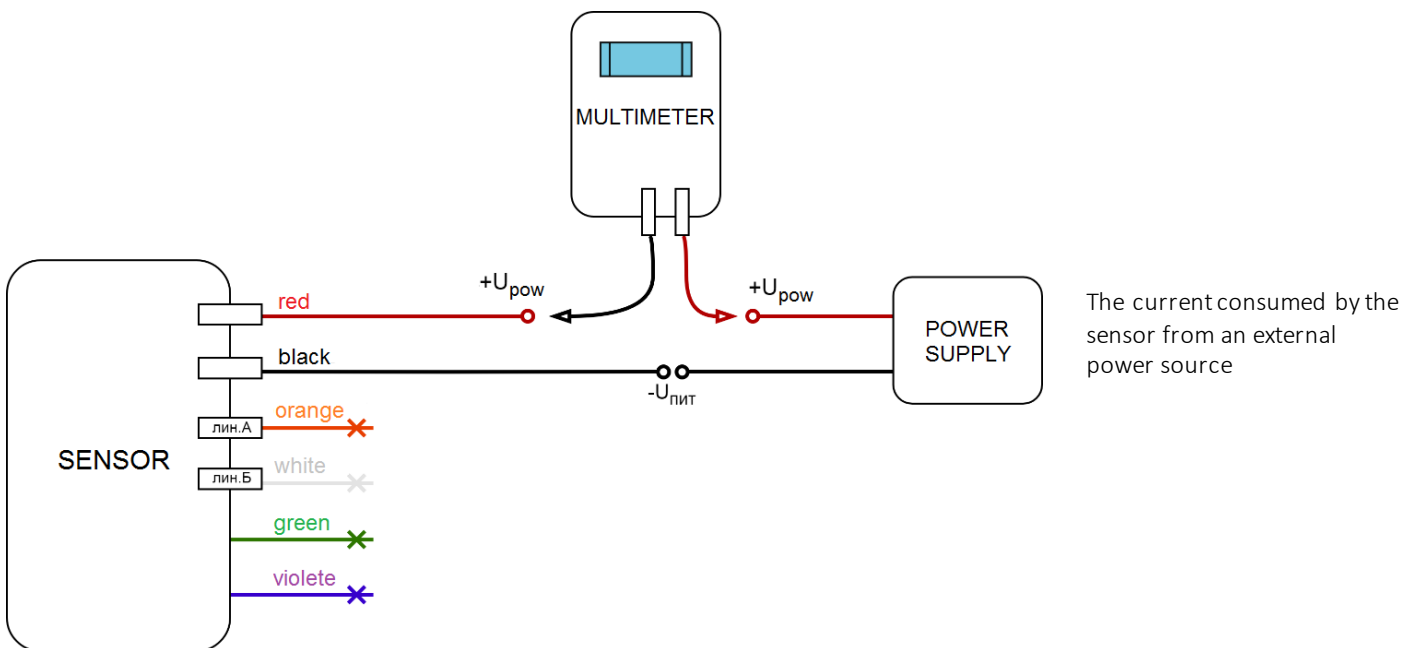 MULTIMETER
+Upow
+Upow
red
POWER
SUPPLY
The current consumed by the
sensor from an external
power source
black
-Uпит
orange
лин.А
SENSOR
white
лин.Б
green
violete